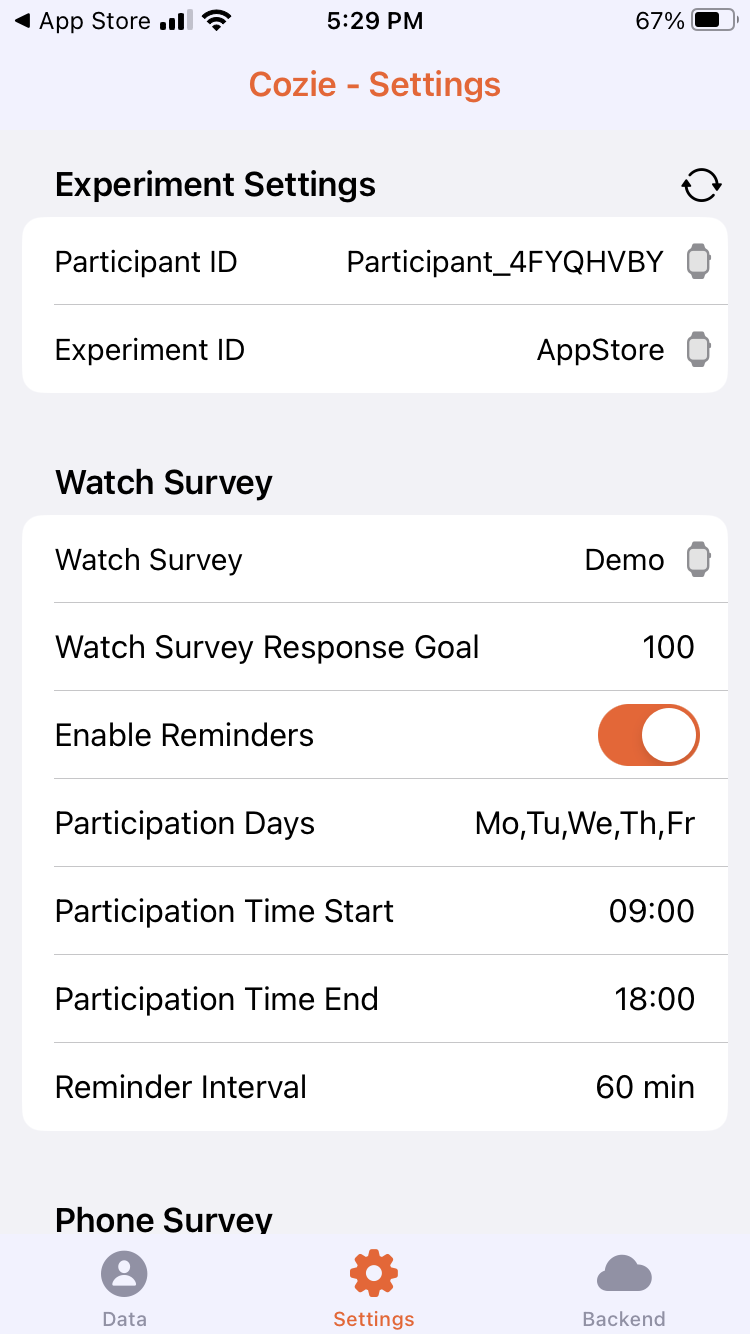 App Store 5:29 PM 67%
Cozie - Settings
Experiment Settings
Participant ID Participant_4FYQHVBY
Experiment ID AppStore
Watch Survey
Watch Survey Demo
Watch Survey Response Goal 100
Enable Reminders
Participation Days Mo,Tu,We,Th,Fr
Participation Time Start 09:00
Participation Time End 18:00
Reminder Interval 60 min
Phone Survey
Data Settings Backend